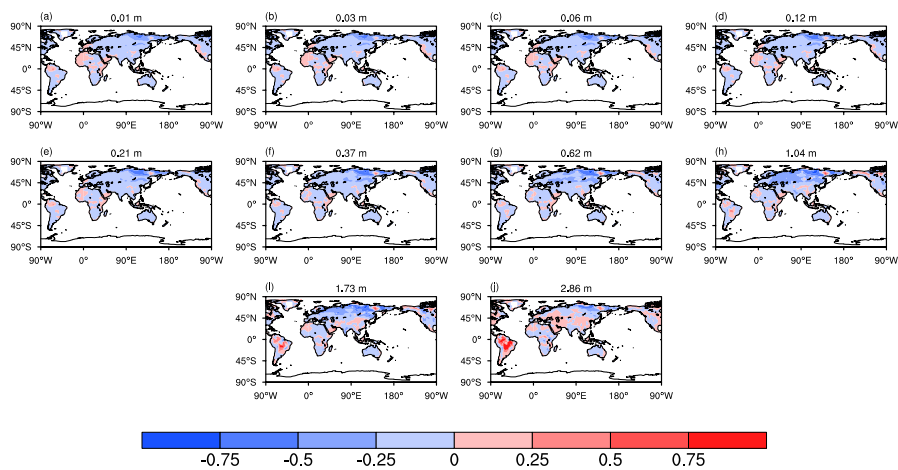 (a) 0.01 m (b) 0.03 m (c) 0.06 m (d) 0.12 m
90°N 90°N 90°N 90°N
45°N 45°N 45°N 45°N
0° 0° 0° 0°
45°S 45°S 45°S 45°S
90°S 90°S 90°S 90°S
90°W 0° 90°E 180° 90°W 90°W 0° 90°E 180° 90°W 90°W 0° 90°E 180° 90°W 90°W 0° 90°E 180° 90°W
(e) 0.21 m (f) 0.37 m (g) 0.62 m (h) 1.04 m
90°N 90°N 90°N 90°N
45°N 45°N 45°N 45°N
0° 0° 0° 0°
45°S 45°S 45°S 45°S
90°S 90°S 90°S 90°S
90°W 0° 90°E 180° 90°W 90°W 0° 90°E 180° 90°W 90°W 0° 90°E 180° 90°W 90°W 0° 90°E 180° 90°W
(I) 1.73 m (j) 2.86 m
90°N 90°N
45°N 45°N
0° 0°
45°S 45°S
90°S 90°S
90°W 0° 90°E 180° 90°W 90°W 0° 90°E 180° 90°W
-0.75 -0.5 -0.25 0 0.25 0.5 0.75